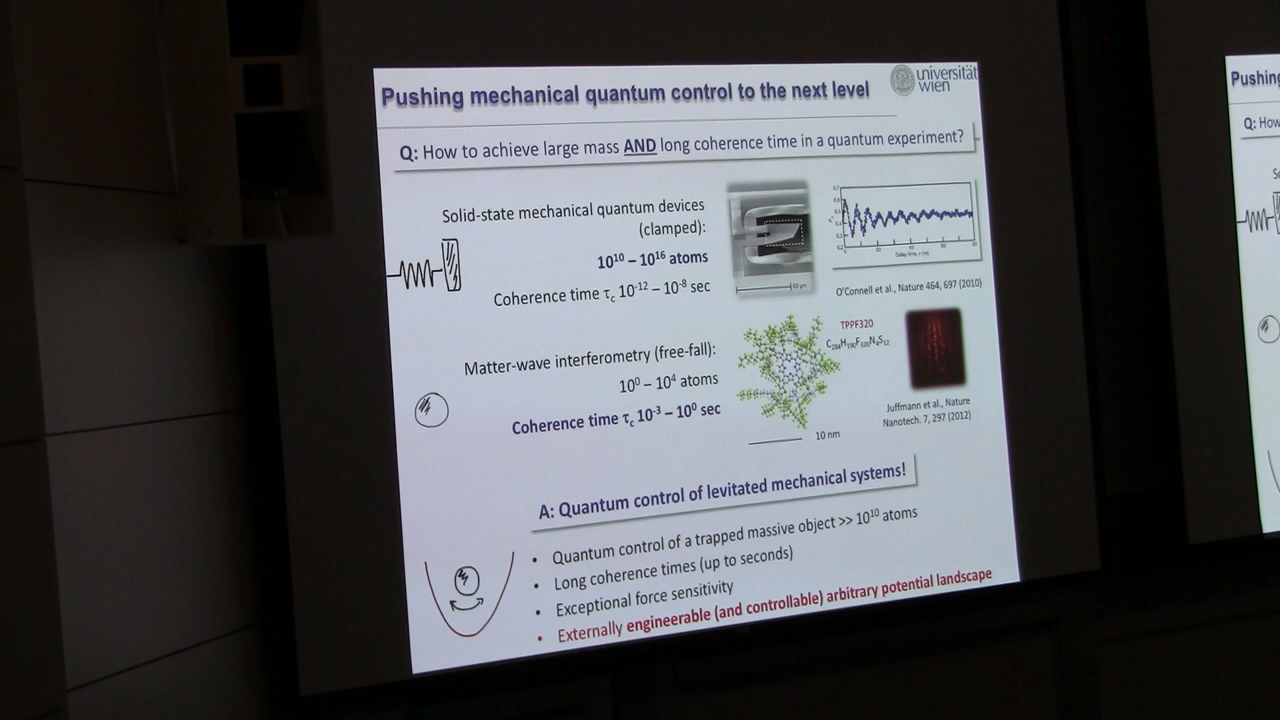 Pushing mechanical quantum control to the next level
universität
wien
Q: How to achieve large mass AND long coherence time in a quantum experiment?
Solid-state mechanical quantum devices
(clamped):
10¹⁰ – 10¹⁶ atoms
Coherence time τc 10⁻¹² – 10⁻⁸ sec
O'Connell et al., Nature 464, 697 (2010)
Matter-wave interferometry (free-fall):
10⁰ – 10⁴ atoms
Coherence time τc 10⁻³ – 10⁰ sec
TPPF320
C₂₈₄H₁₉₀F₃₂₀N₄S₁₂
10 nm
Juffmann et al., Nature
Nanotech. 7, 297 (2012)
A: Quantum control of levitated mechanical systems!
• Quantum control of a trapped massive object >> 10¹⁰ atoms
• Long coherence times (up to seconds)
• Exceptional force sensitivity
• Externally engineerable (and controllable) arbitrary potential landscape
Pushing
Q: How